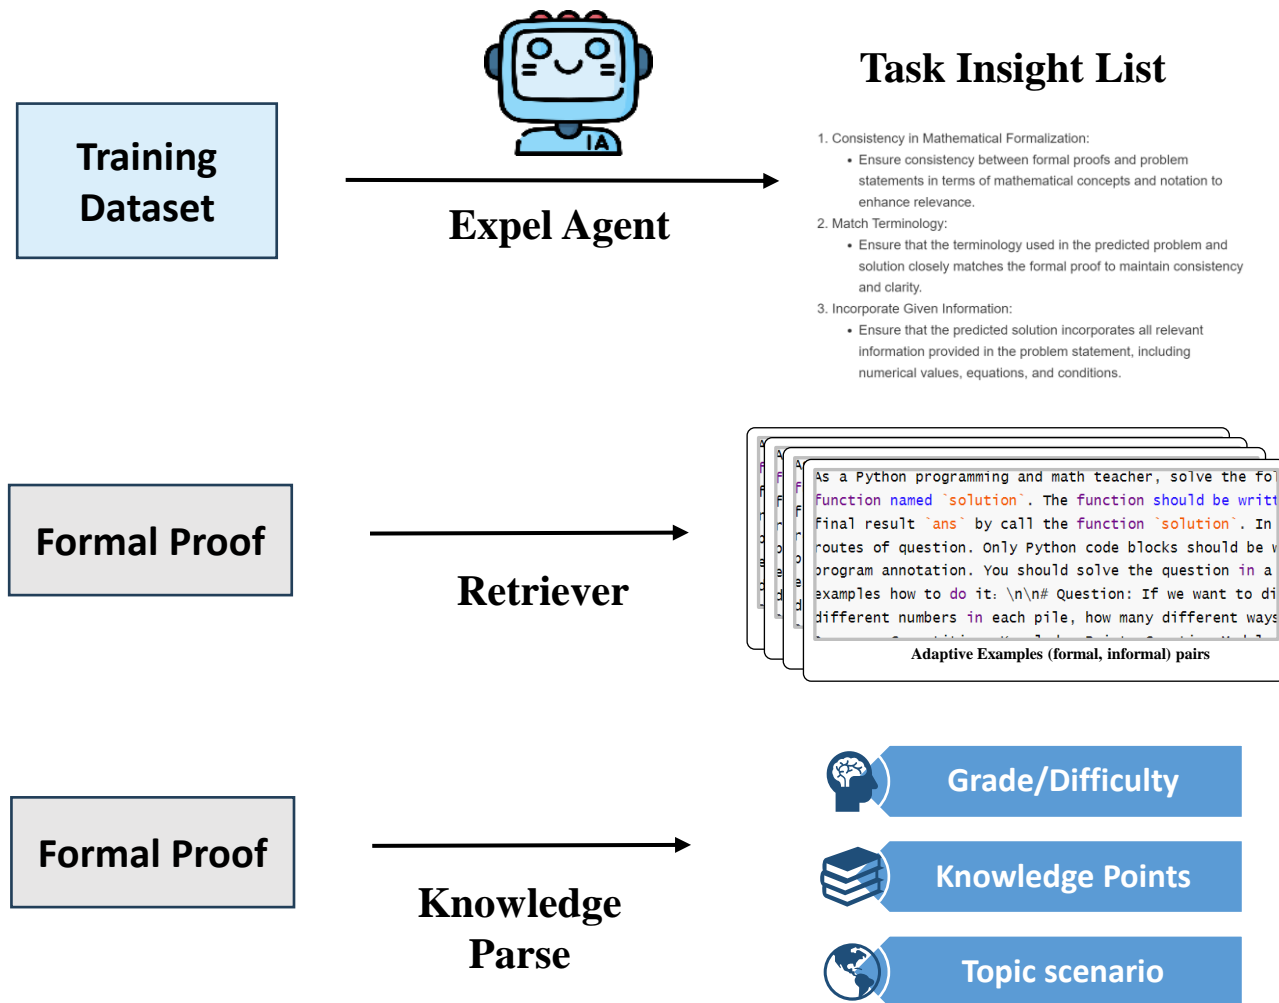 Training
Dataset
IA
Expel Agent
Task Insight List
1. Consistency in Mathematical Formalization:
• Ensure consistency between formal proofs and problem
statements in terms of mathematical concepts and notation to
enhance relevance.
2. Match Terminology:
• Ensure that the terminology used in the predicted problem and
solution closely matches the formal proof to maintain consistency
and clarity.
3. Incorporate Given Information:
• Ensure that the predicted solution incorporates all relevant
information provided in the problem statement, including
numerical values, equations, and conditions.
Formal Proof
Retriever
As a Python programming and math teacher, solve the fol
function named `solution`. The function should be writt
final result `ans` by call the function `solution`. In
routes of question. Only Python code blocks should be w
program annotation. You should solve the question in a
examples how to do it: \n\n# Question: If we want to di
different numbers in each pile, how many different ways
Adaptive Examples (formal, informal) pairs
Formal Proof
Knowledge
Parse
Grade/Difficulty
Knowledge Points
Topic scenario